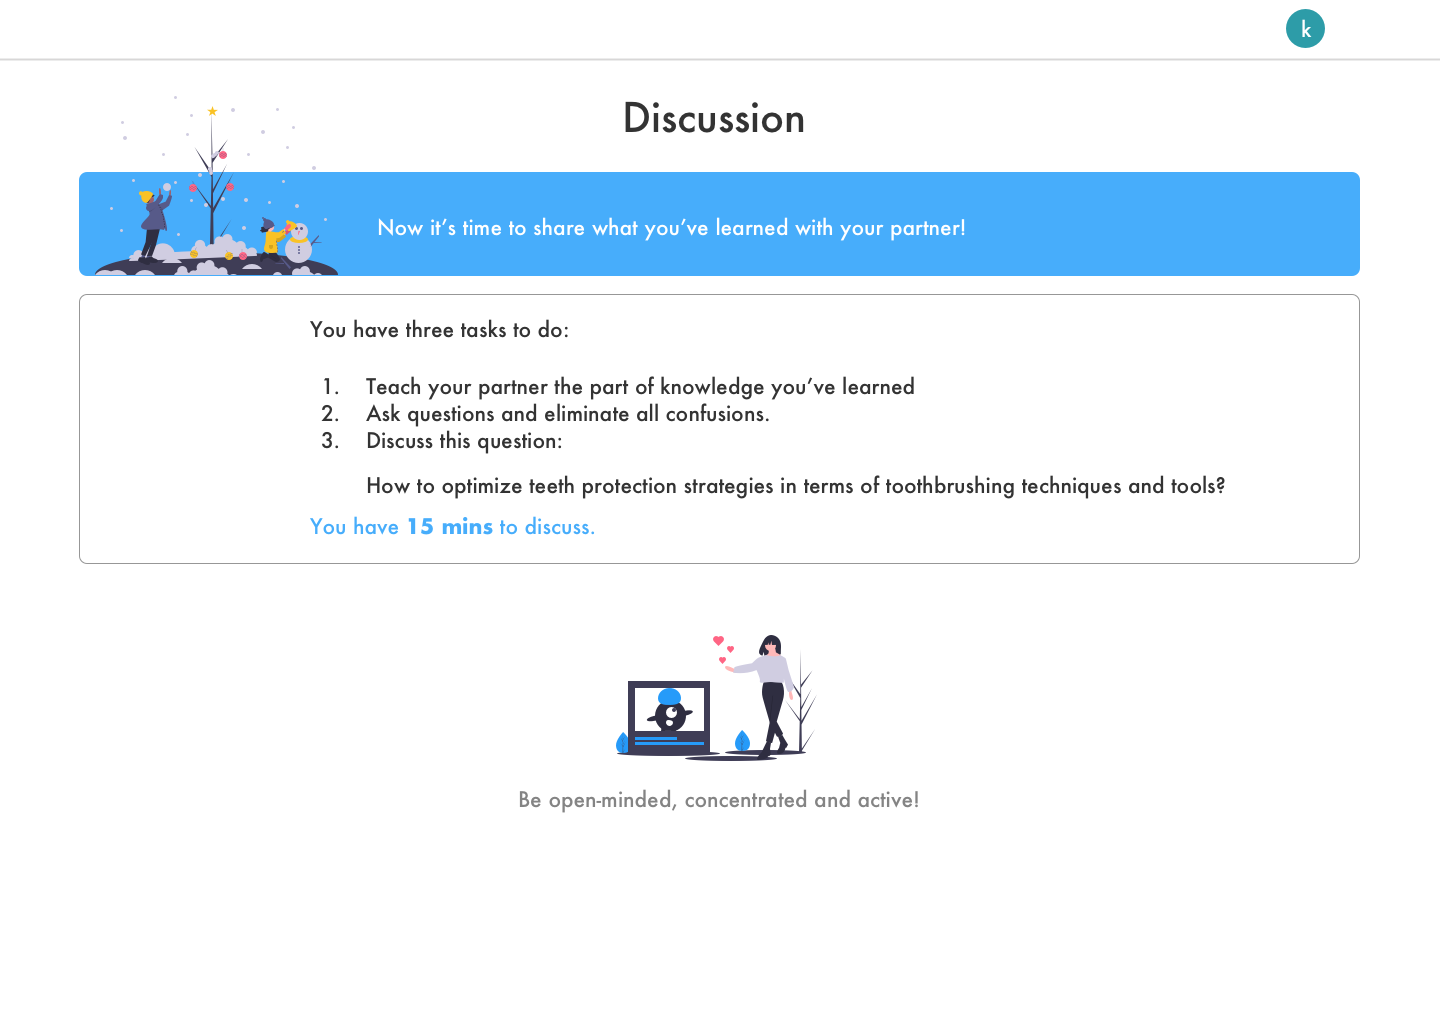 k
Discussion
Now it’s time to share what you’ve learned with your partner!
You have three tasks to do:
1. Teach your partner the part of knowledge you’ve learned
2. Ask questions and eliminate all confusions.
3. Discuss this question:
How to optimize teeth protection strategies in terms of toothbrushing techniques and tools?
You have 15 mins to discuss.
Be open-minded, concentrated and active!